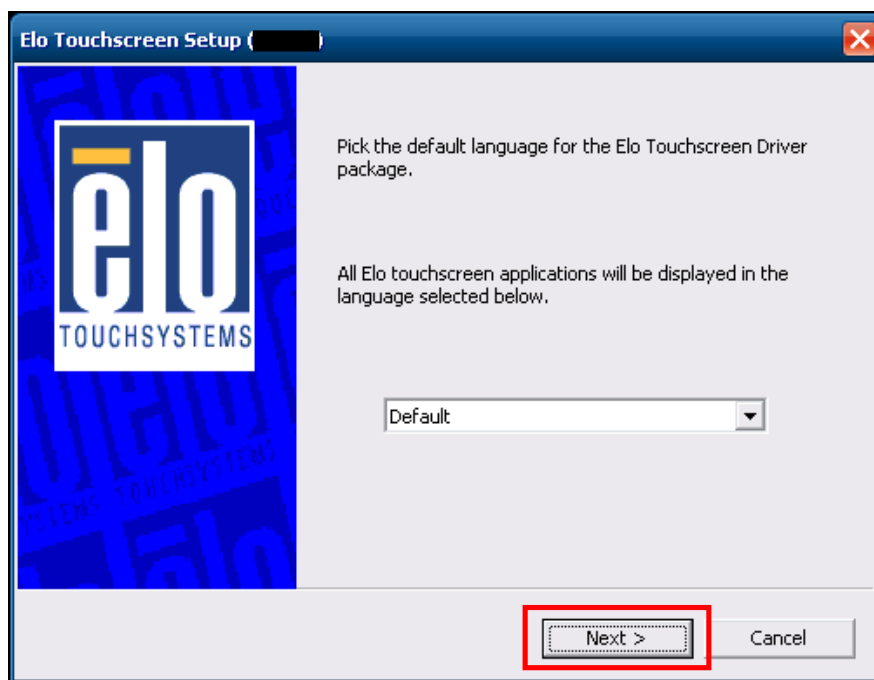 Elo Touchscreen Setup ( )
elo
TOUCHSYSTEMS
Pick the default language for the Elo Touchscreen Driver
package.
All Elo touchscreen applications will be displayed in the
language selected below.
Default
Next >
Cancel